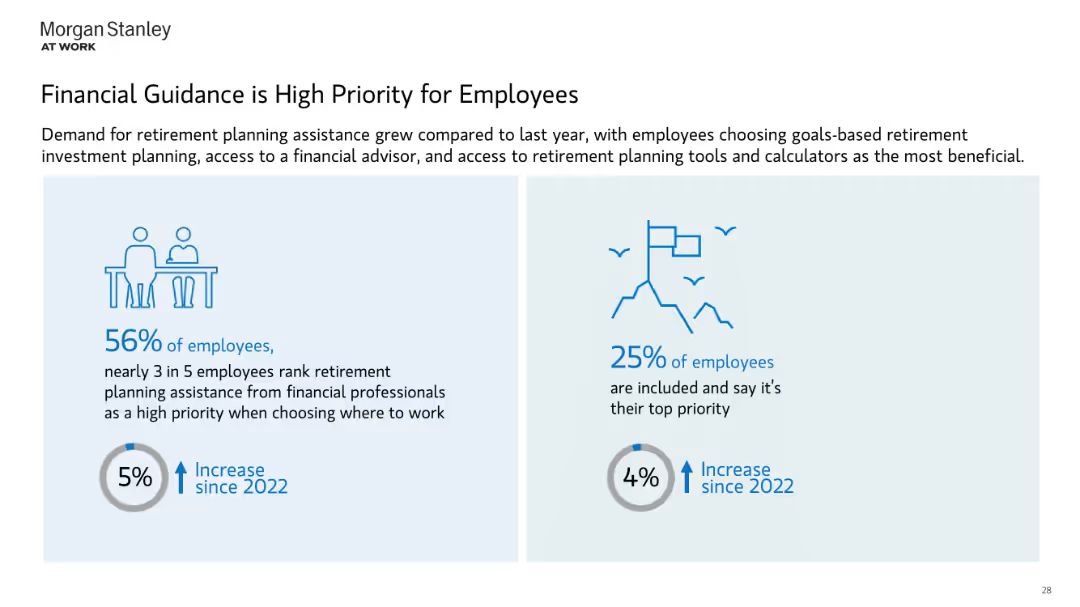 Morgan Stanley
AT WORK
Financial Guidance is High Priority for Employees
Demand for retirement planning assistance grew compared to last year, with employees choosing goals-based retirement
investment planning, access to a financial advisor, and access to retirement planning tools and calculators as the most beneficial.
56% of employees,
nearly 3 in 5 employees rank retirement
planning assistance from financial professionals
as a high priority when choosing where to work
5%
Increase
since 2022
25% of employees
are included and say it's
their top priority
4%
Increase
since 2022
28